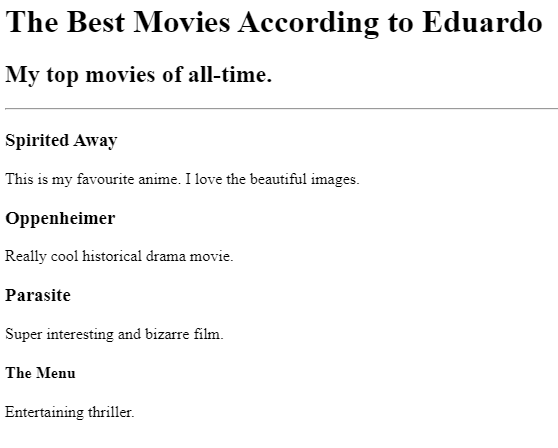 The Best Movies According to Eduardo
My top movies of all-time.
Spirited Away
This is my favourite anime. I love the beautiful images.
Oppenheimer
Really cool historical drama movie.
Parasite
Super interesting and bizarre film.
The Menu
Entertaining thriller.